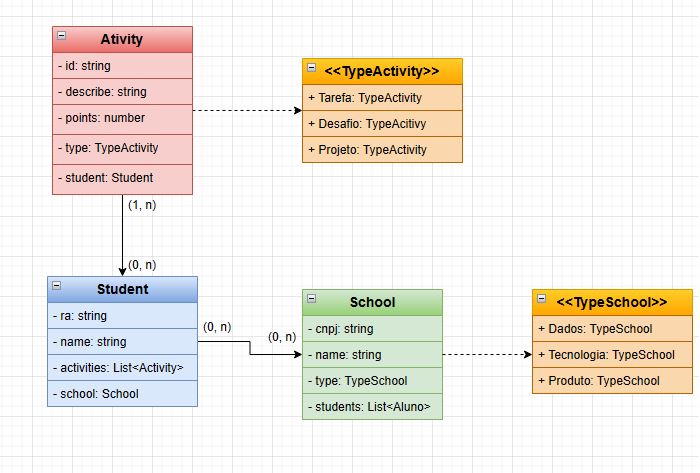 Ativity
- id: string
- describe: string
- points: number
- type: TypeActivity
- student: Student
<<TypeActivity>>
+ Tarefa: TypeActivity
+ Desafio: TypeAcitivy
+ Projeto: TypeActivity
(1, n)
(0, n)
Student
- ra: string
- name: string
- activities: List<Activity>
- school: School
(0, n)
(0, n)
School
- cnpj: string
- name: string
- type: TypeSchool
- students: List<Aluno>
<<TypeSchool>>
+ Dados: TypeSchool
+ Tecnologia: TypeSchool
+ Produto: TypeSchool